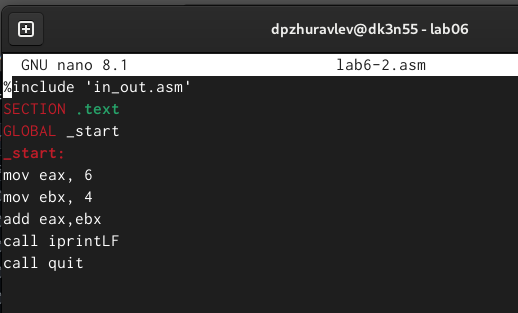 dpzhuravlev@dk3n55 - lab06
GNU nano 8.1 lab6-2.asm
%include 'in_out.asm'
SECTION .text
GLOBAL _start
_start:
mov eax, 6
mov ebx, 4
add eax,ebx
call iprintLF
call quit